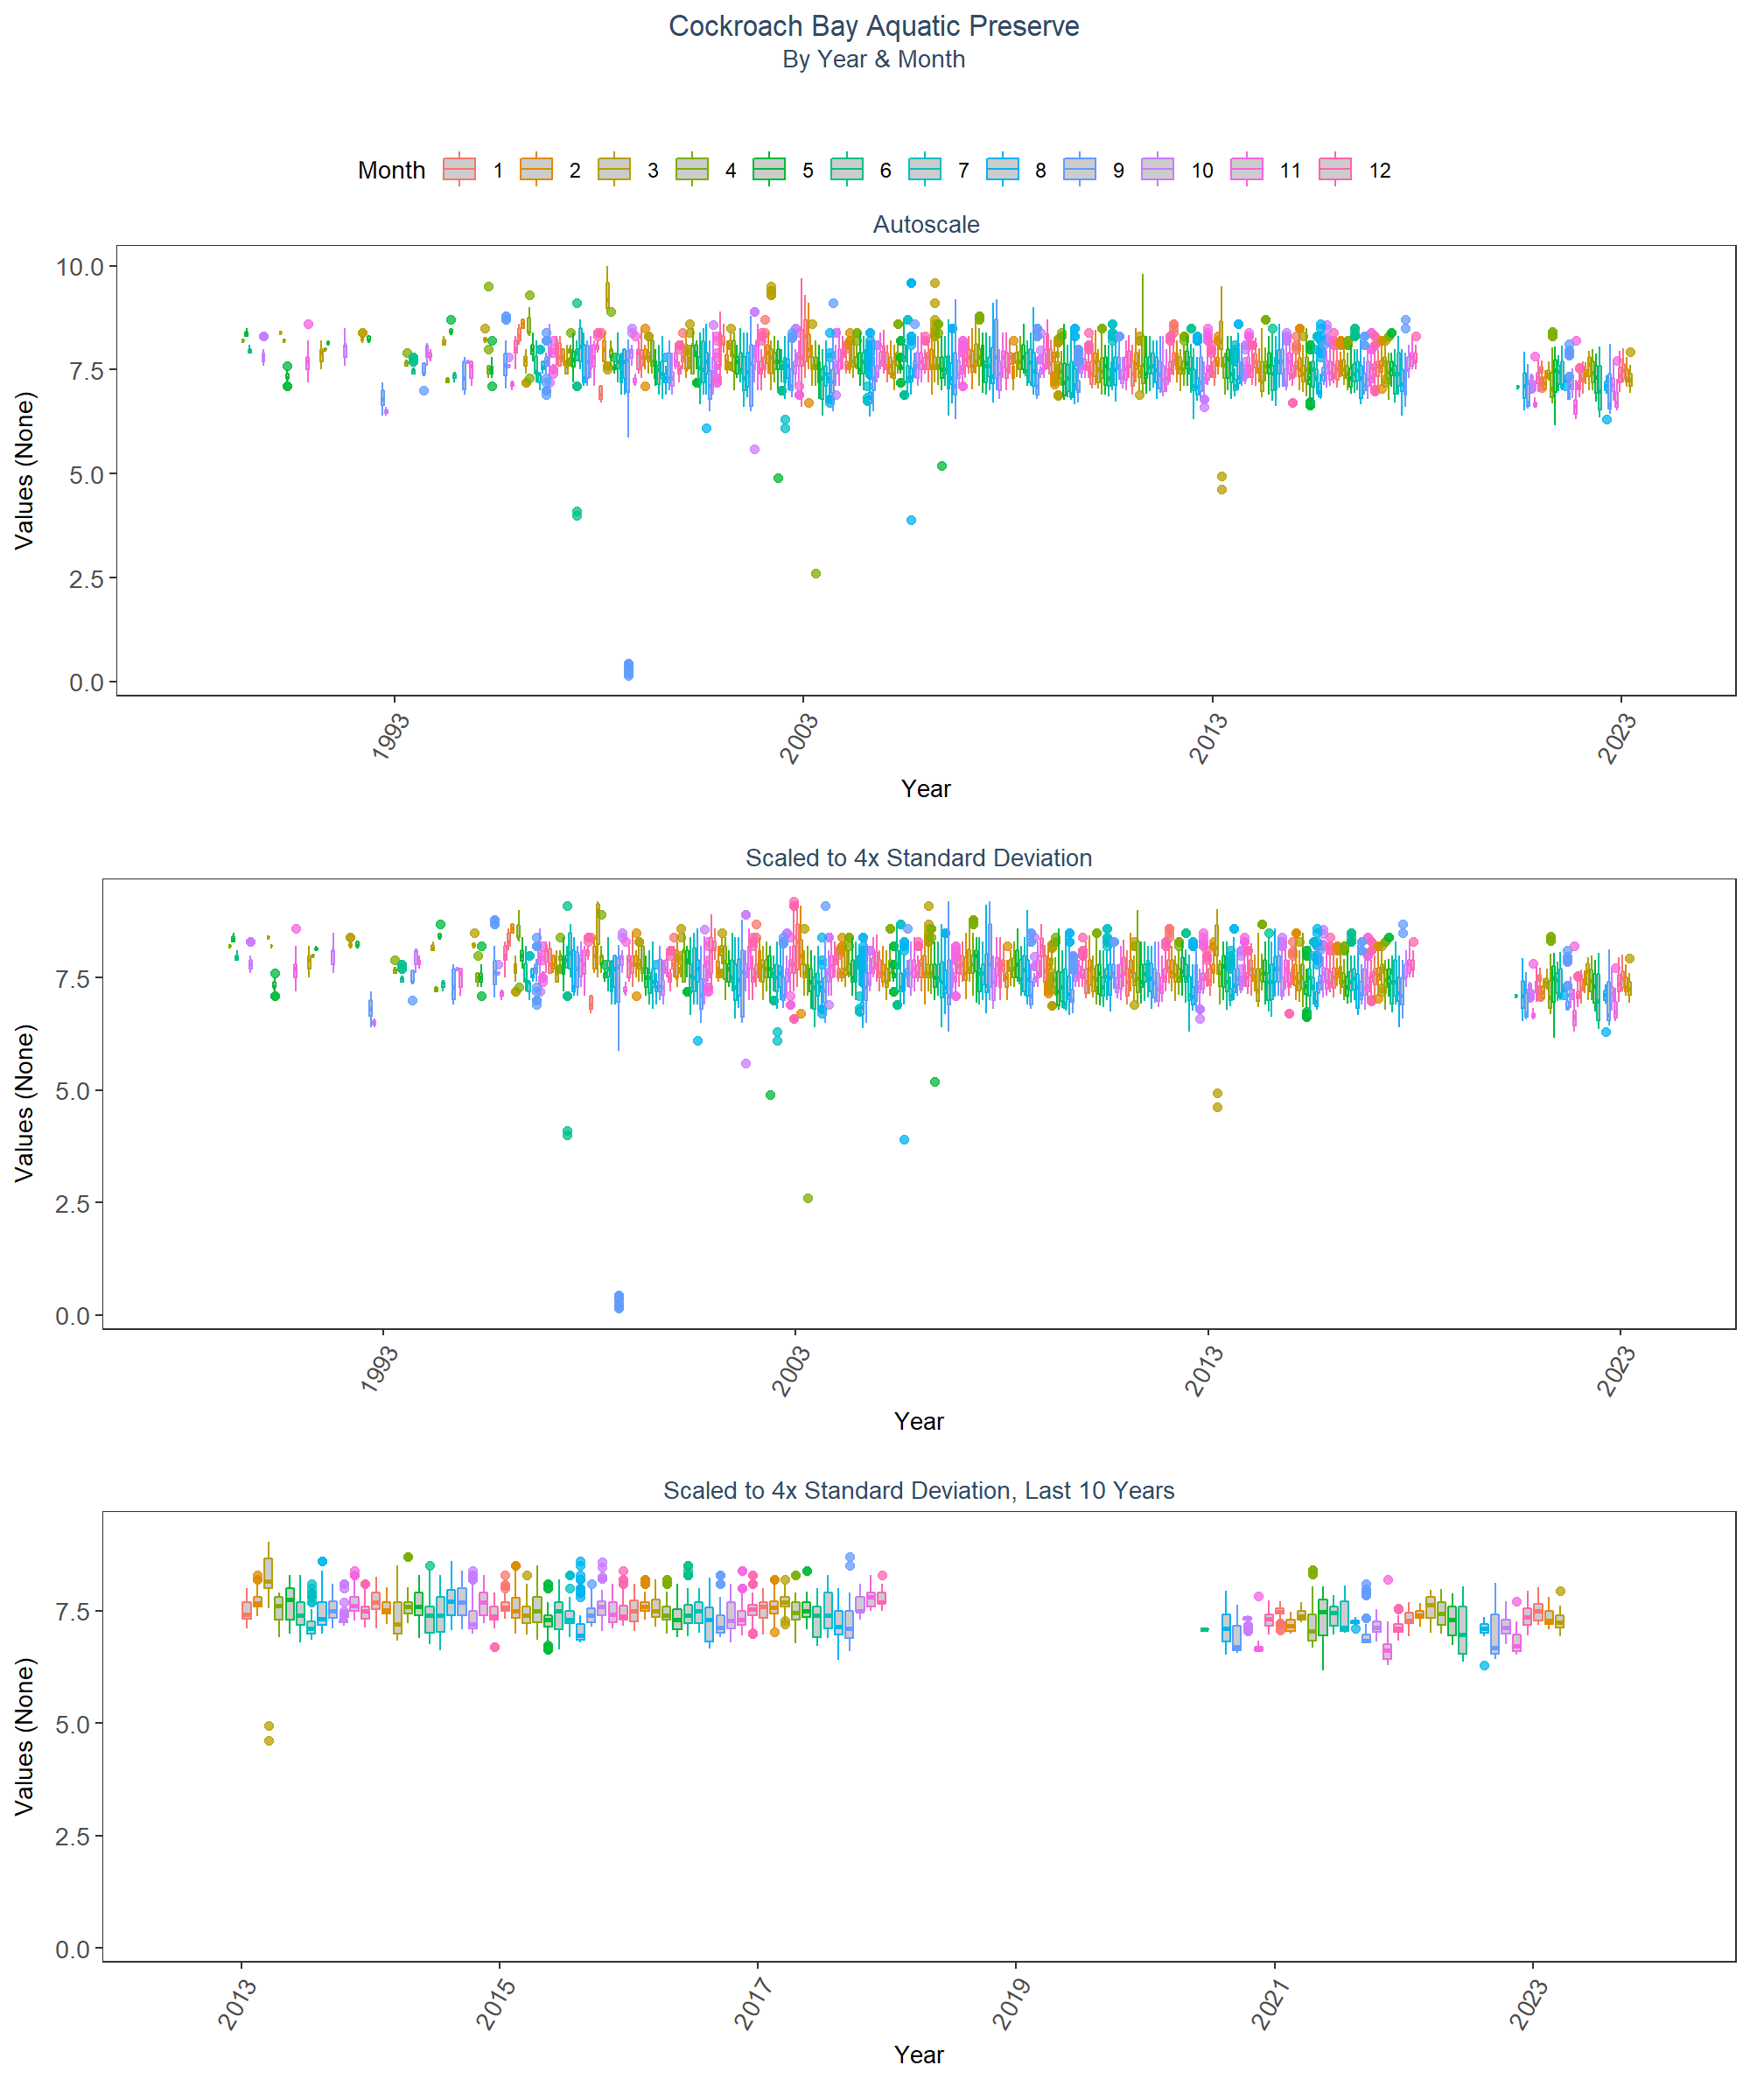 Cockroach Bay Aquatic Preserve
By Year & Month
Month 1 2 3 4 5 6 7 8 9 10 11 12
Autoscale
Values (None)
10.0
7.5
5.0
2.5
0.0
1993 2003 2013 2023
Year
Scaled to 4x Standard Deviation
Values (None)
7.5
5.0
2.5
0.0
1993 2003 2013 2023
Year
Scaled to 4x Standard Deviation, Last 10 Years
Values (None)
7.5
5.0
2.5
0.0
2013 2015 2017 2019 2021 2023
Year